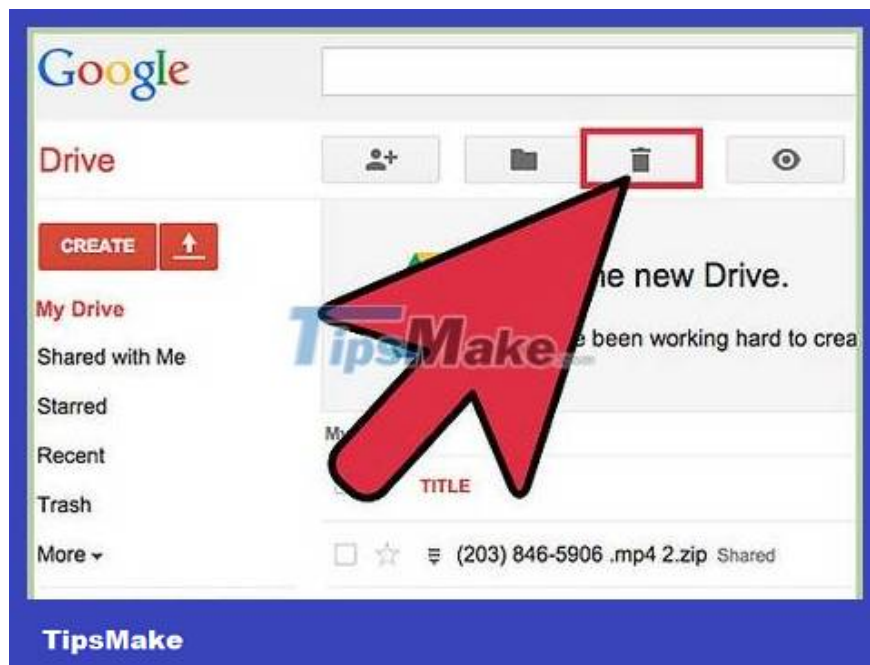 Google
Drive
CREATE
My Drive
Shared with Me
Starred
Recent
Trash
More
new Drive.
been working hard to crea
TipsMake.com
TITLE
(203) 846-5906 .mp4 2.zip Shared
TipsMake